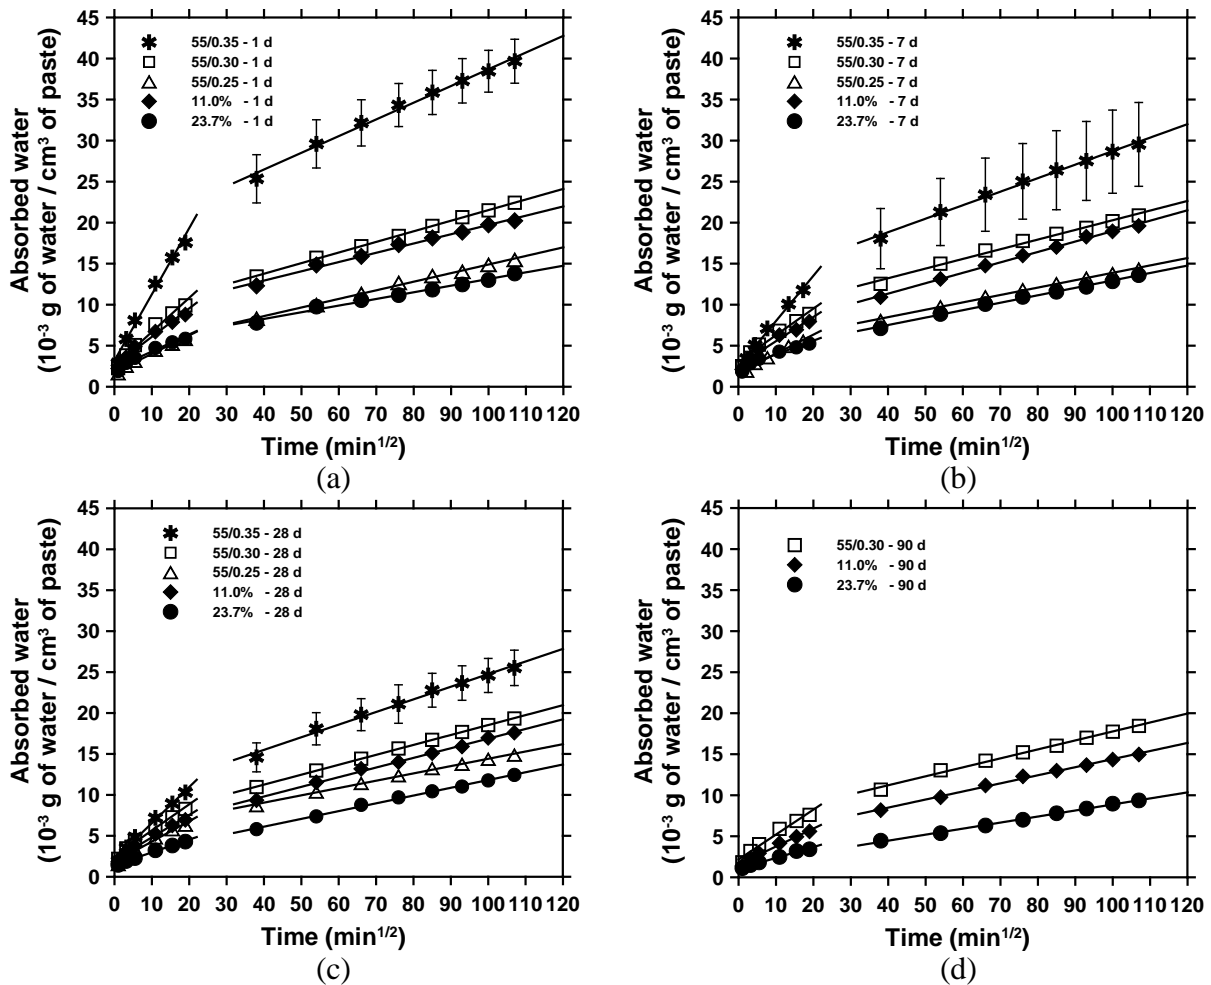 Absorbed water
(10⁻³ g of water / cm³ of paste)
45
40
35
30
25
20
15
10
5
0
55/0.35 - 1 d
55/0.30 - 1 d
55/0.25 - 1 d
11.0% - 1 d
23.7% - 1 d
0 10 20 30 40 50 60 70 80 90 100 110 120
Time (min¹/²)
(a)
Absorbed water
(10⁻³ g of water / cm³ of paste)
45
40
35
30
25
20
15
10
5
0
55/0.35 - 7 d
55/0.30 - 7 d
55/0.25 - 7 d
11.0% - 7 d
23.7% - 7 d
0 10 20 30 40 50 60 70 80 90 100 110 120
Time (min¹/²)
(b)
Absorbed water
(10⁻³ g of water / cm³ of paste)
45
40
35
30
25
20
15
10
5
0
55/0.35 - 28 d
55/0.30 - 28 d
55/0.25 - 28 d
11.0% - 28 d
23.7% - 28 d
0 10 20 30 40 50 60 70 80 90 100 110 120
Time (min¹/²)
(c)
Absorbed water
(10⁻³ g of water / cm³ of paste)
45
40
35
30
25
20
15
10
5
0
55/0.30 - 90 d
11.0% - 90 d
23.7% - 90 d
0 10 20 30 40 50 60 70 80 90 100 110 120
Time (min¹/²)
(d)